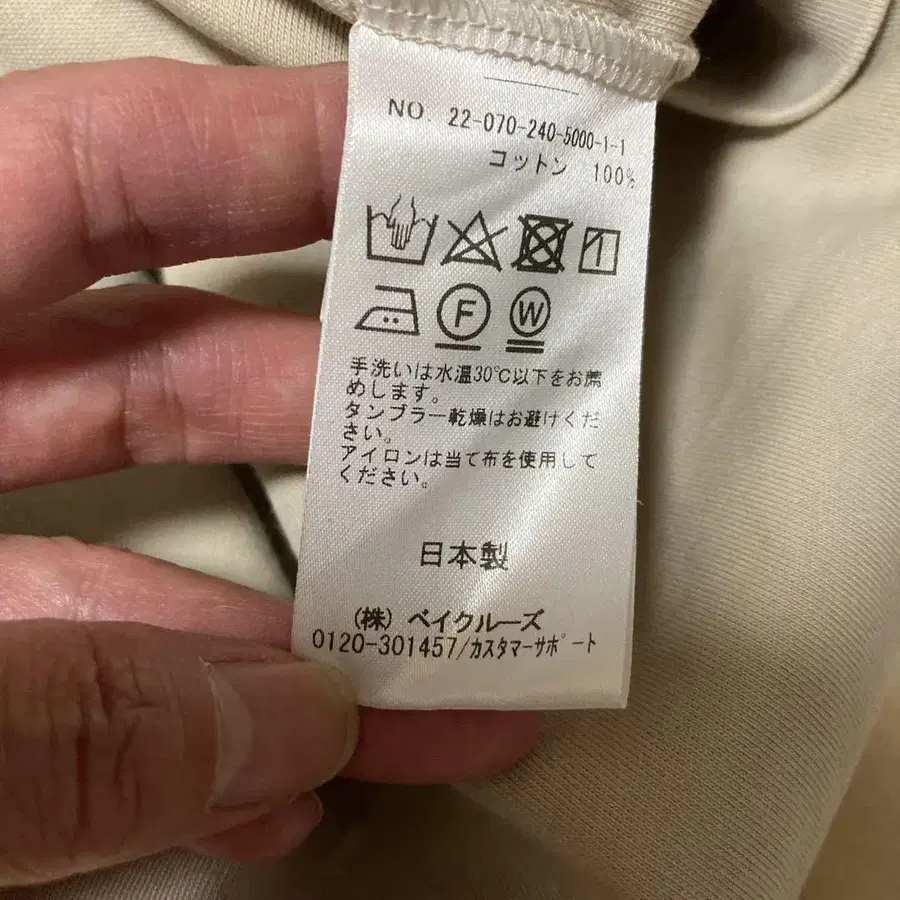 NO 22-070-240-5000-1-1
コットン 100%
1
F W
手洗いは水温30℃以下をお薦
めします。
タンブラー乾燥はお避けくだ
さい。
アイロンは当て布を使用して
ください。
日本製
(株) ベイクルーズ
0120-301457/カスタマーサポート